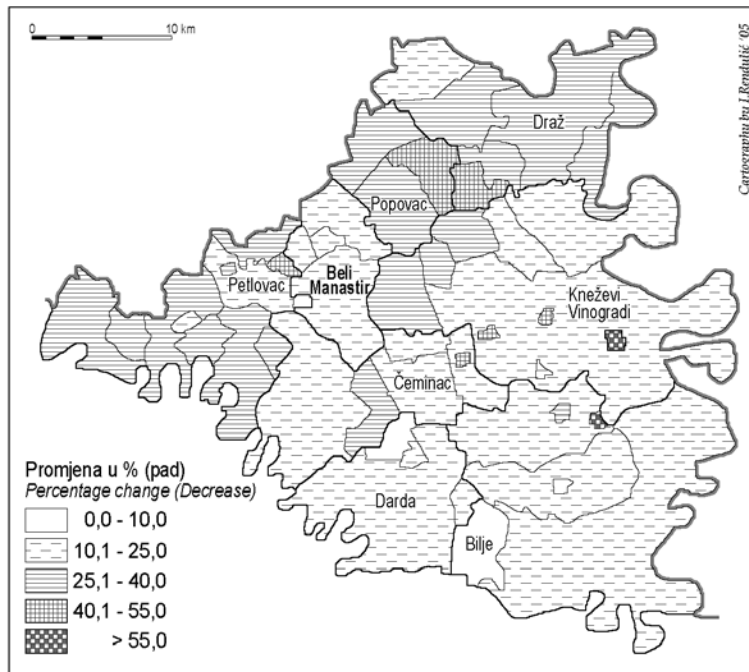 0
10 km
Cartography by I.Rendulić '05
Draž
Popovac
Petlovac
Beli
Manastir
Kneževi
Vinogradi
Čeminac
Darda
Bilje
Promjena u % (pad)
Percentage change (Decrease)
0,0 - 10,0
10,1 - 25,0
25,1 - 40,0
40,1 - 55,0
> 55,0